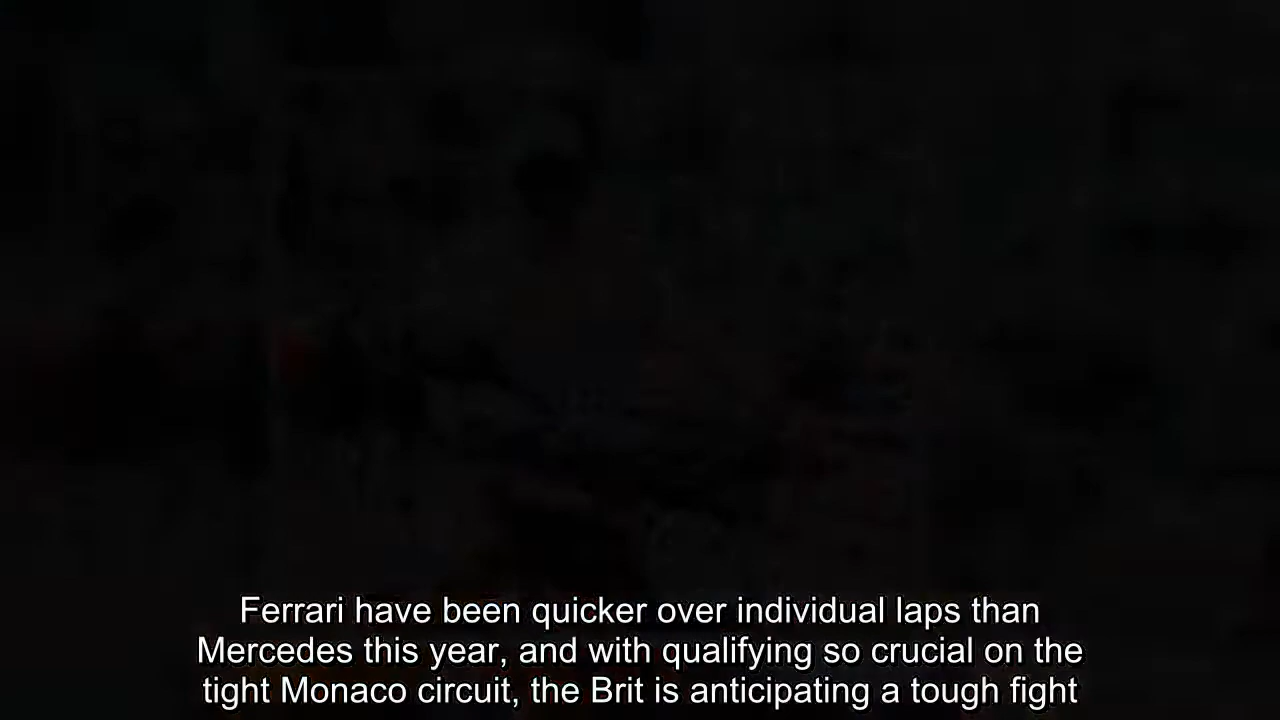 Ferrari have been quicker over individual laps than
Mercedes this year, and with qualifying so crucial on the
tight Monaco circuit, the Brit is anticipating a tough fight